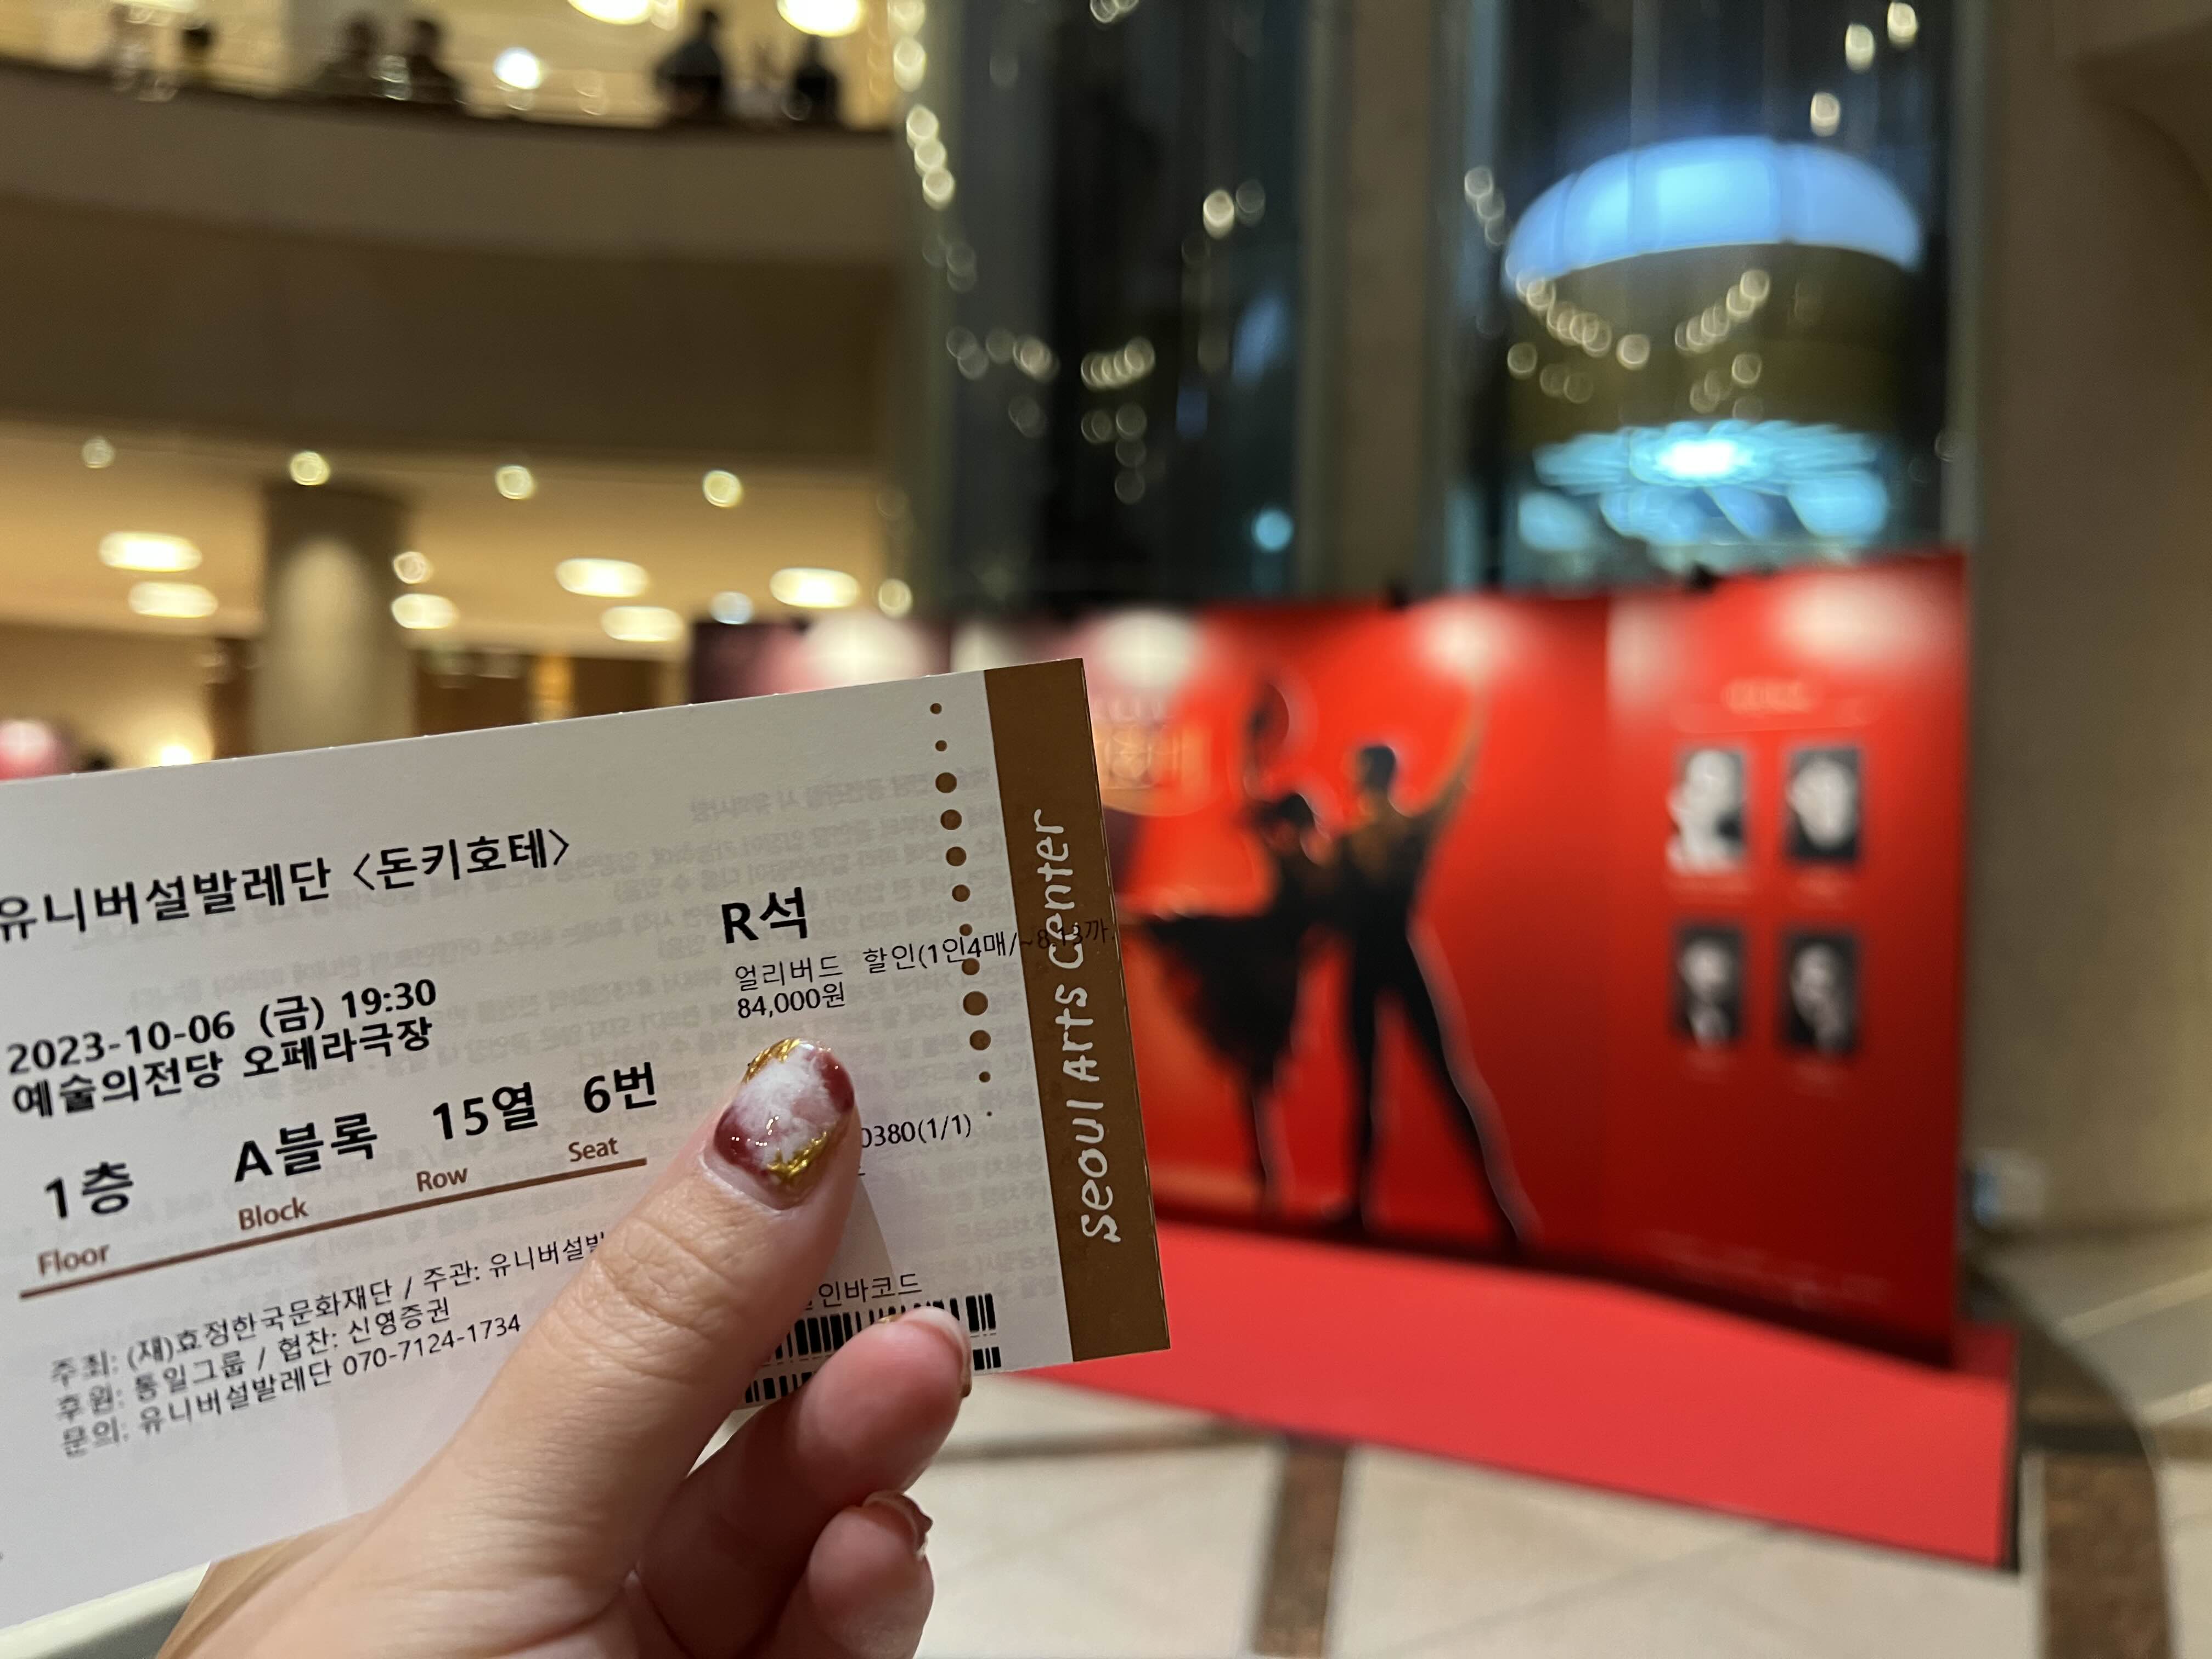 유니버설발레단 <돈키호테>
R석
얼리버드 할인(1인4매/~8.13까
84,000원
2023-10-06 (금) 19:30
예술의전당 오페라극장
1층 A블록 15열 6번
Floor Block Row Seat
0380(1/1)
주최: (재)효정한국문화재단 / 주관: 유니버설발
후원: 통일그룹 / 협찬: 신영증권
문의: 유니버설발레단 070-7124-1734
인바코드
seoul Arts center